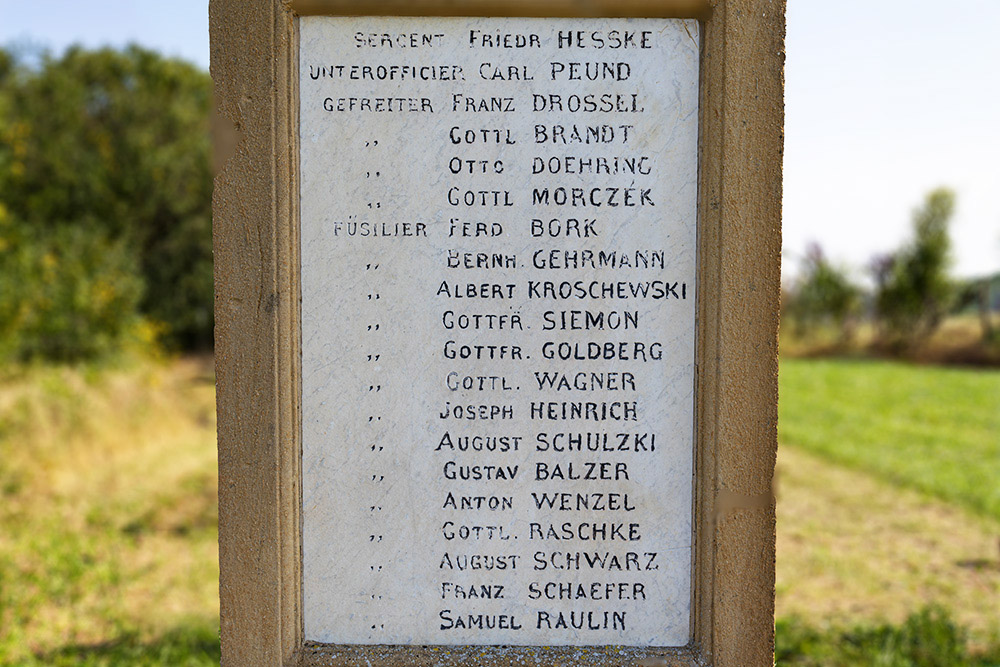 SERGENT FRIEDR HESSKE
UNTEROFFICIER CARL PEUND
GEFREITER FRANZ DROSSEL
,, GOTTL BRANDT
,, OTTO DOEHRING
,, GOTTL MORCZEK
FÜSILIER FERD BORK
,, BERNH. GEHRMANN
,, ALBERT KROSCHEWSKI
,, GOTTFR. SIEMON
,, GOTTFR. GOLDBERG
,, GOTTL. WAGNER
,, JOSEPH HEINRICH
,, AUGUST SCHULZKI
,, GUSTAV BALZER
,, ANTON WENZEL
,, GOTTL. RASCHKE
,, AUGUST SCHWARZ
,, FRANZ SCHAEFER
,, SAMUEL RAULIN